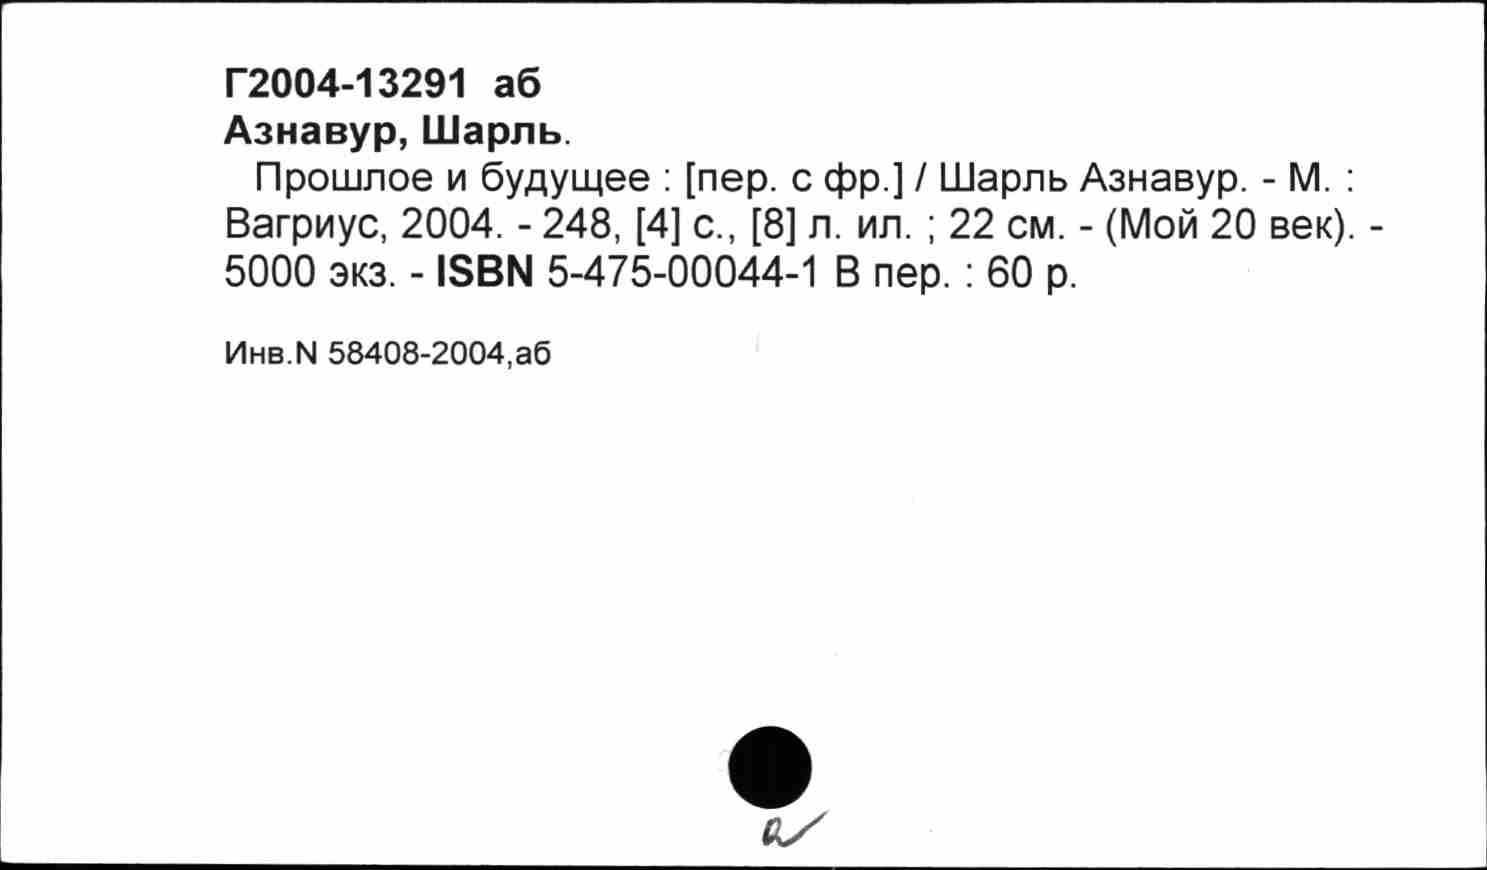 Г2004-13291 аб
Азнавур, Шарль.
Прошлое и будущее : [пер. с фр.] / Шарль Азнавур. - М. :
Вагриус, 2004. - 248, [4] с., [8] л. ил. ; 22 см. - (Мой 20 век). -
5000 экз. - ISBN 5-475-00044-1 В пер. : 60 р.
Инв.N 58408-2004,аб